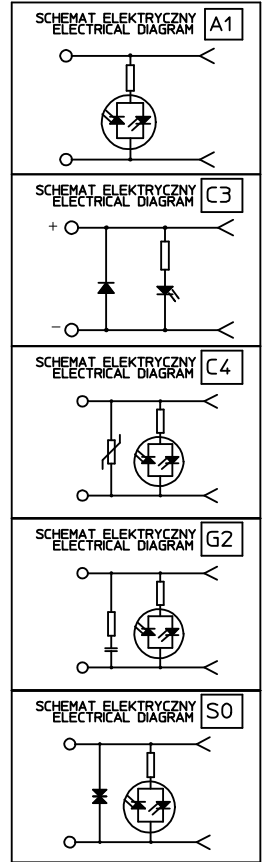 SCHEMAT ELEKTRYCZNY
ELECTRICAL DIAGRAM
A1
SCHEMAT ELEKTRYCZNY
ELECTRICAL DIAGRAM
C3
+
−
SCHEMAT ELEKTRYCZNY
ELECTRICAL DIAGRAM
C4
SCHEMAT ELEKTRYCZNY
ELECTRICAL DIAGRAM
G2
SCHEMAT ELEKTRYCZNY
ELECTRICAL DIAGRAM
S0